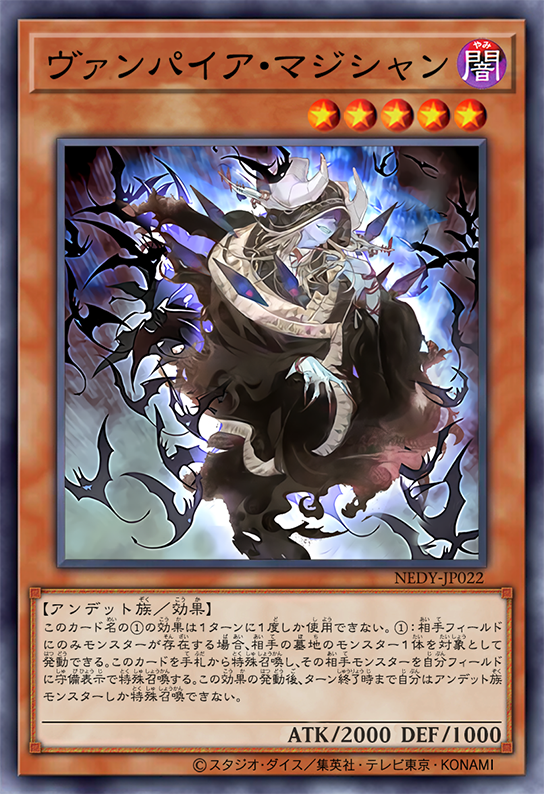 ヴァンパイア・マジシャン
やみ
闇
NEDY-JP022
【アンデット族／効果】
このカード名の①の効果は1ターンに1度しか使用できない。①：相手フィールド
にのみモンスターが存在する場合、相手の墓地のモンスター1体を対象として
発動できる。このカードを手札から特殊召喚し、その相手モンスターを自分フィールド
に守備表示で特殊召喚する。この効果の発動後、ターン終了時まで自分はアンデット族
モンスターしか特殊召喚できない。
ATK/2000 DEF/1000
©スタジオ・ダイス／集英社・テレビ東京・KONAMI